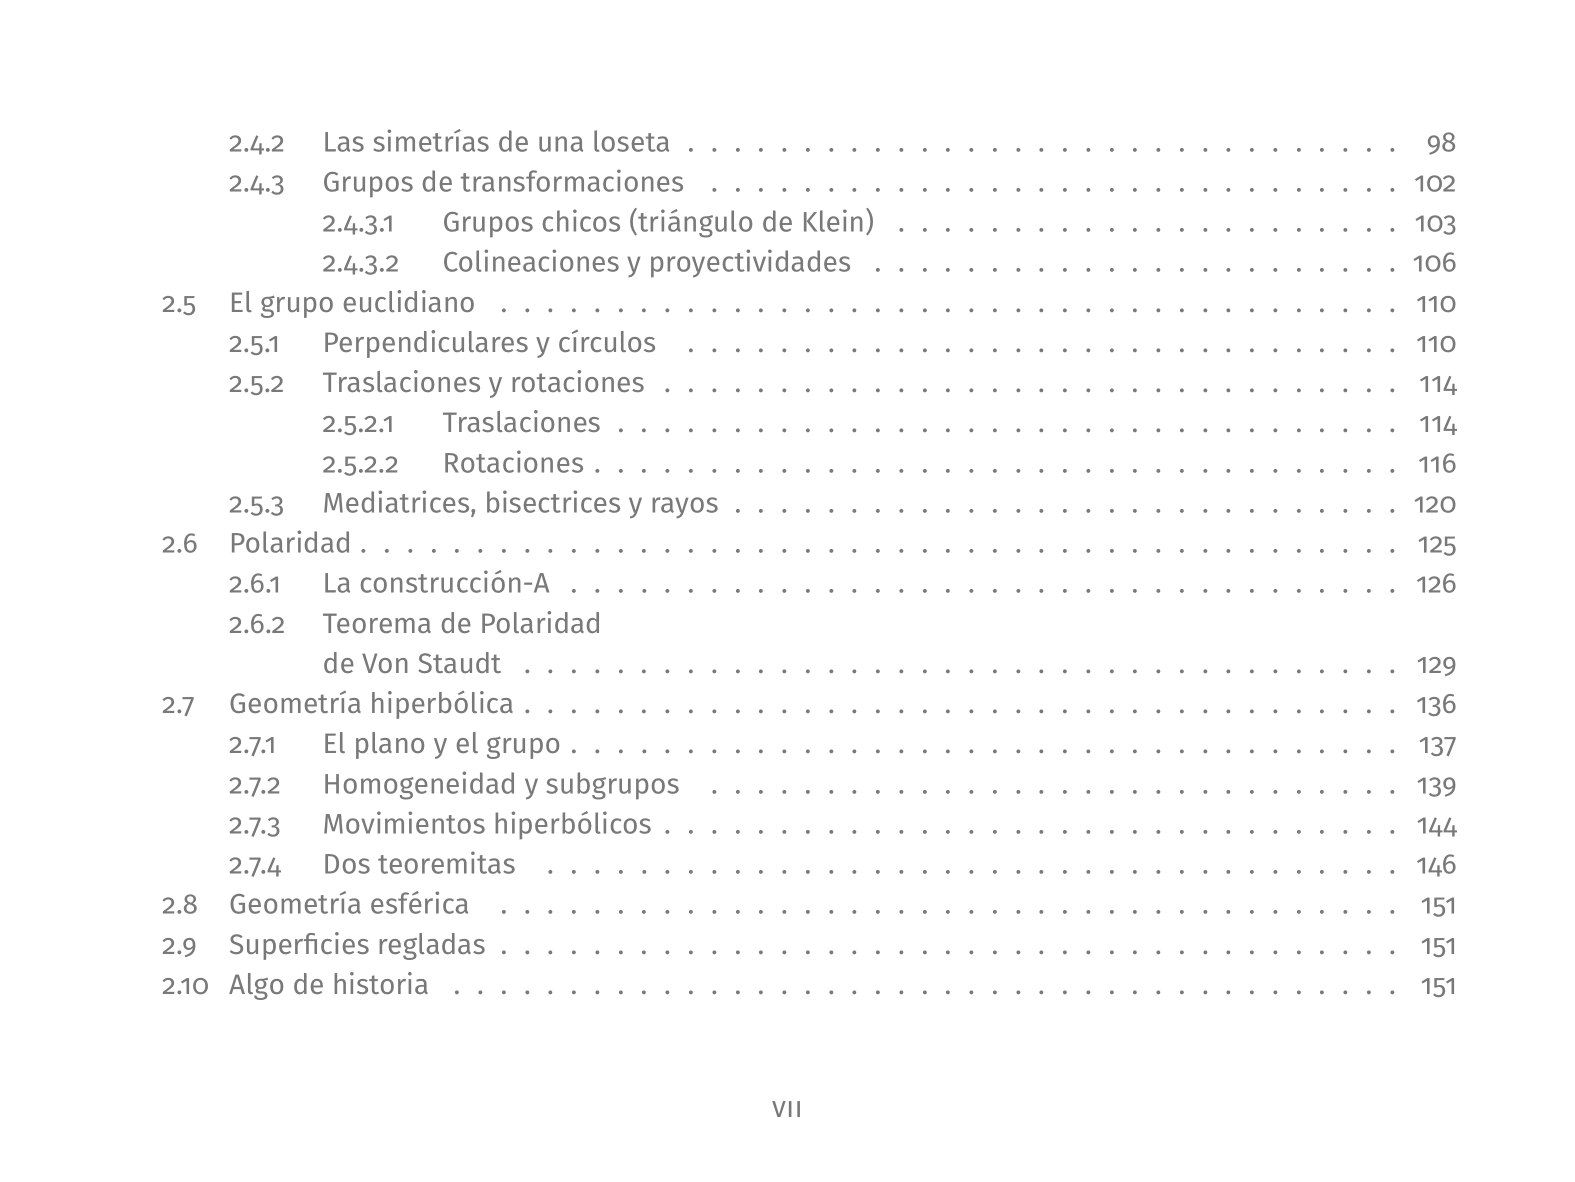 2.4.2 Las simetrías de una loseta . . . . . . . . . . . . . . . . . . . . . . . . . . . . . . . 98
2.4.3 Grupos de transformaciones . . . . . . . . . . . . . . . . . . . . . . . . . . . . . . 102
2.4.3.1 Grupos chicos (triángulo de Klein) . . . . . . . . . . . . . . . . . . . . . . 103
2.4.3.2 Colineaciones y proyectividades . . . . . . . . . . . . . . . . . . . . . . . 106
2.5 El grupo euclidiano . . . . . . . . . . . . . . . . . . . . . . . . . . . . . . . . . . . . . . . 110
2.5.1 Perpendiculares y círculos . . . . . . . . . . . . . . . . . . . . . . . . . . . . . . . 110
2.5.2 Traslaciones y rotaciones . . . . . . . . . . . . . . . . . . . . . . . . . . . . . . . . 114
2.5.2.1 Traslaciones . . . . . . . . . . . . . . . . . . . . . . . . . . . . . . . . . . 114
2.5.2.2 Rotaciones . . . . . . . . . . . . . . . . . . . . . . . . . . . . . . . . . . . 116
2.5.3 Mediatrices, bisectrices y rayos . . . . . . . . . . . . . . . . . . . . . . . . . . . . . 120
2.6 Polaridad . . . . . . . . . . . . . . . . . . . . . . . . . . . . . . . . . . . . . . . . . . . . . 125
2.6.1 La construcción-A . . . . . . . . . . . . . . . . . . . . . . . . . . . . . . . . . . . . 126
2.6.2 Teorema de Polaridad
de Von Staudt . . . . . . . . . . . . . . . . . . . . . . . . . . . . . . . . . . . . . . 129
2.7 Geometría hiperbólica . . . . . . . . . . . . . . . . . . . . . . . . . . . . . . . . . . . . . . 136
2.7.1 El plano y el grupo . . . . . . . . . . . . . . . . . . . . . . . . . . . . . . . . . . . . 137
2.7.2 Homogeneidad y subgrupos . . . . . . . . . . . . . . . . . . . . . . . . . . . . . . 139
2.7.3 Movimientos hiperbólicos . . . . . . . . . . . . . . . . . . . . . . . . . . . . . . . . 144
2.7.4 Dos teoremitas . . . . . . . . . . . . . . . . . . . . . . . . . . . . . . . . . . . . . 146
2.8 Geometría esférica . . . . . . . . . . . . . . . . . . . . . . . . . . . . . . . . . . . . . . . 151
2.9 Superficies regladas . . . . . . . . . . . . . . . . . . . . . . . . . . . . . . . . . . . . . . . 151
2.10 Algo de historia . . . . . . . . . . . . . . . . . . . . . . . . . . . . . . . . . . . . . . . . . 151
VII